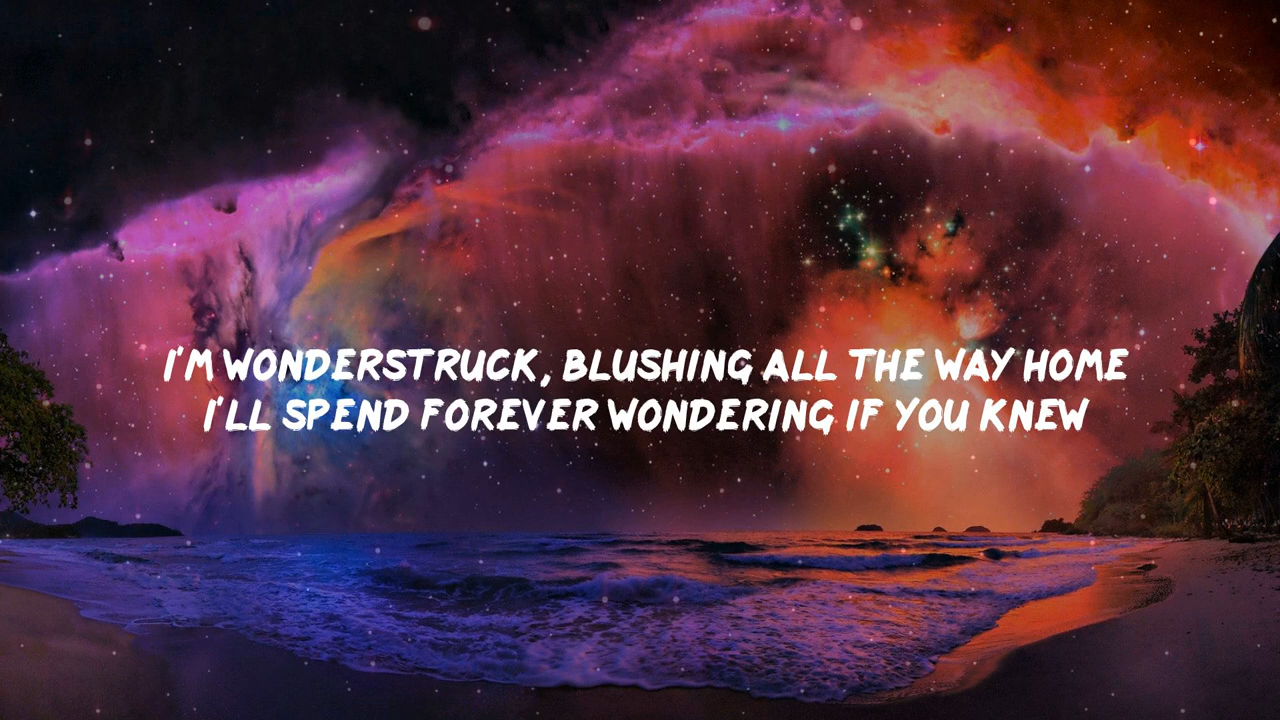 I'M WONDERSTRUCK, BLUSHING ALL THE WAY HOME
I'LL SPEND FOREVER WONDERING IF YOU KNEW